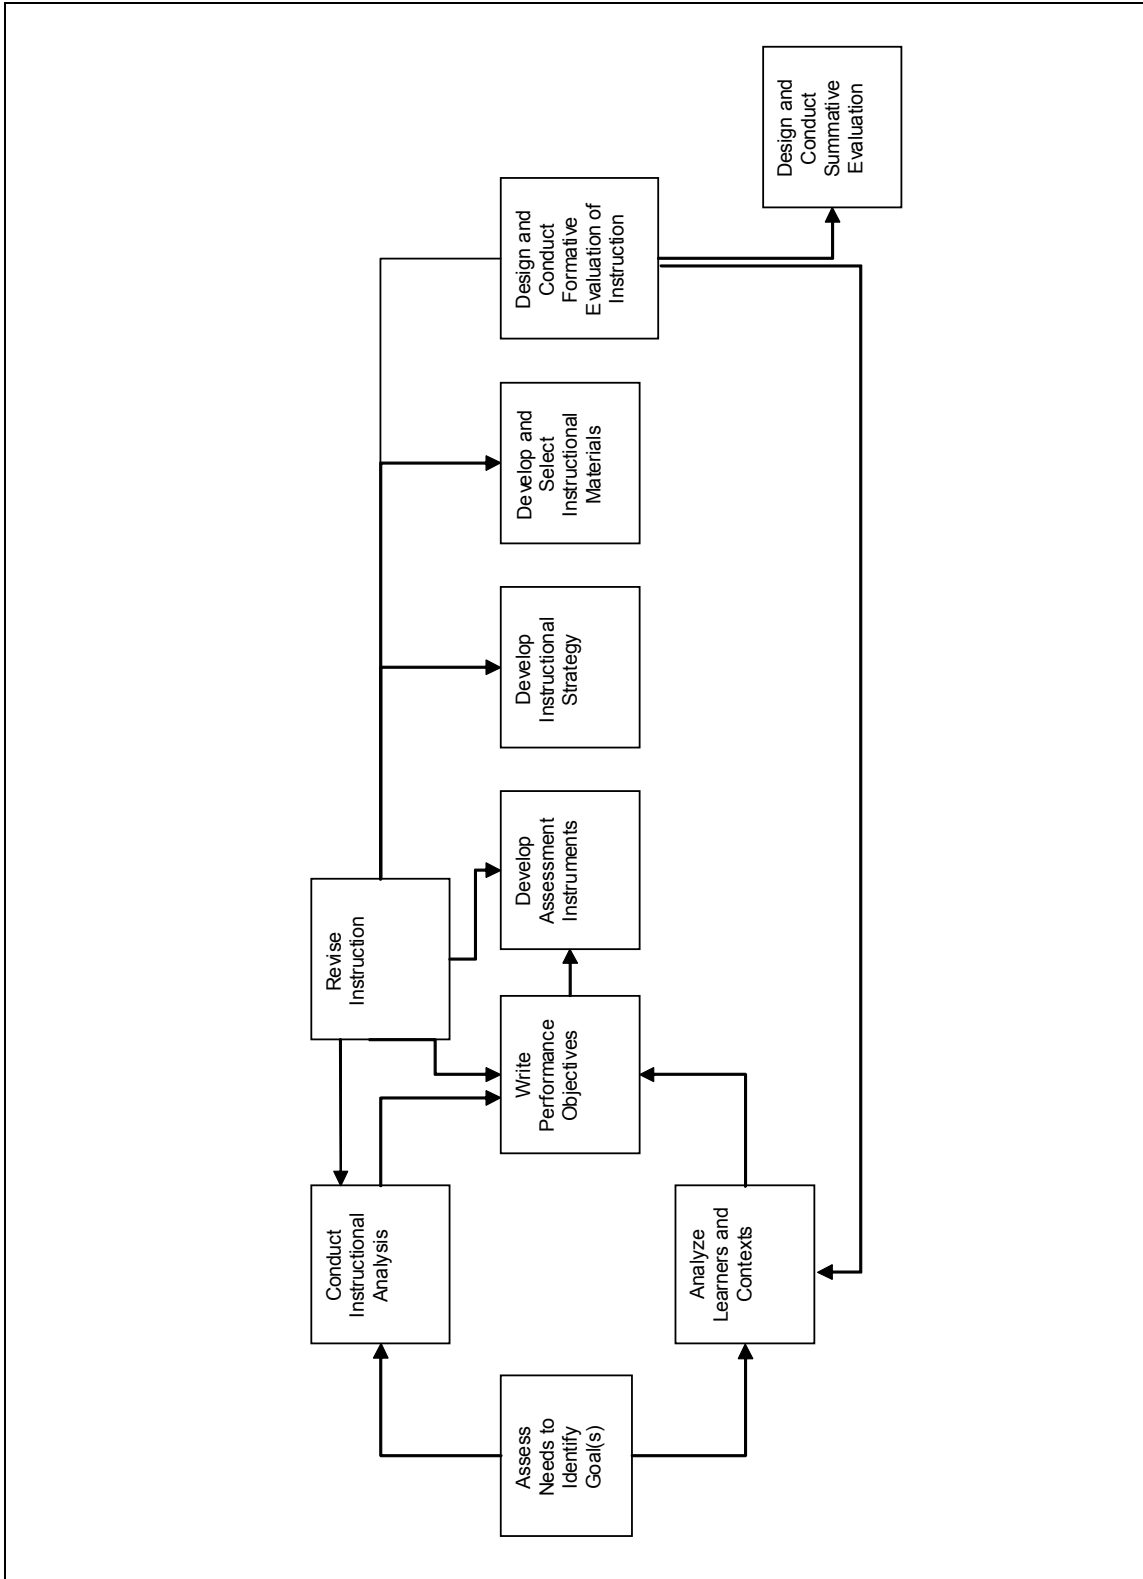 Assess
Needs to
Identify
Goal(s)
Conduct
Instructional
Analysis
Analyze
Learners and
Contexts
Revise
Instruction
Write
Performance
Objectives
Develop
Assessment
Instruments
Develop
Instructional
Strategy
Develop and
Select
Instructional
Materials
Design and
Conduct
Formative
Evaluation of
Instruction
Design and
Conduct
Summative
Evaluation